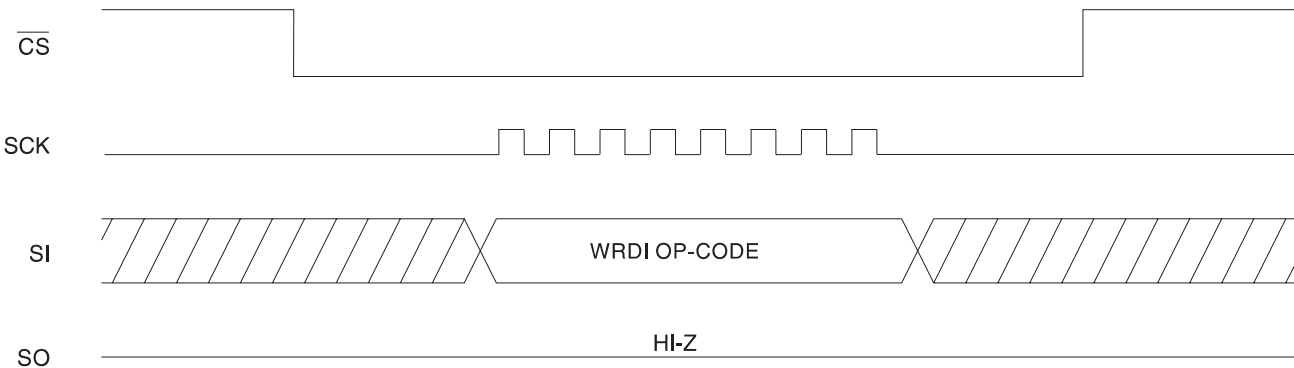 CS
SCK
SI
WRDI OP-CODE
HI-Z
SO